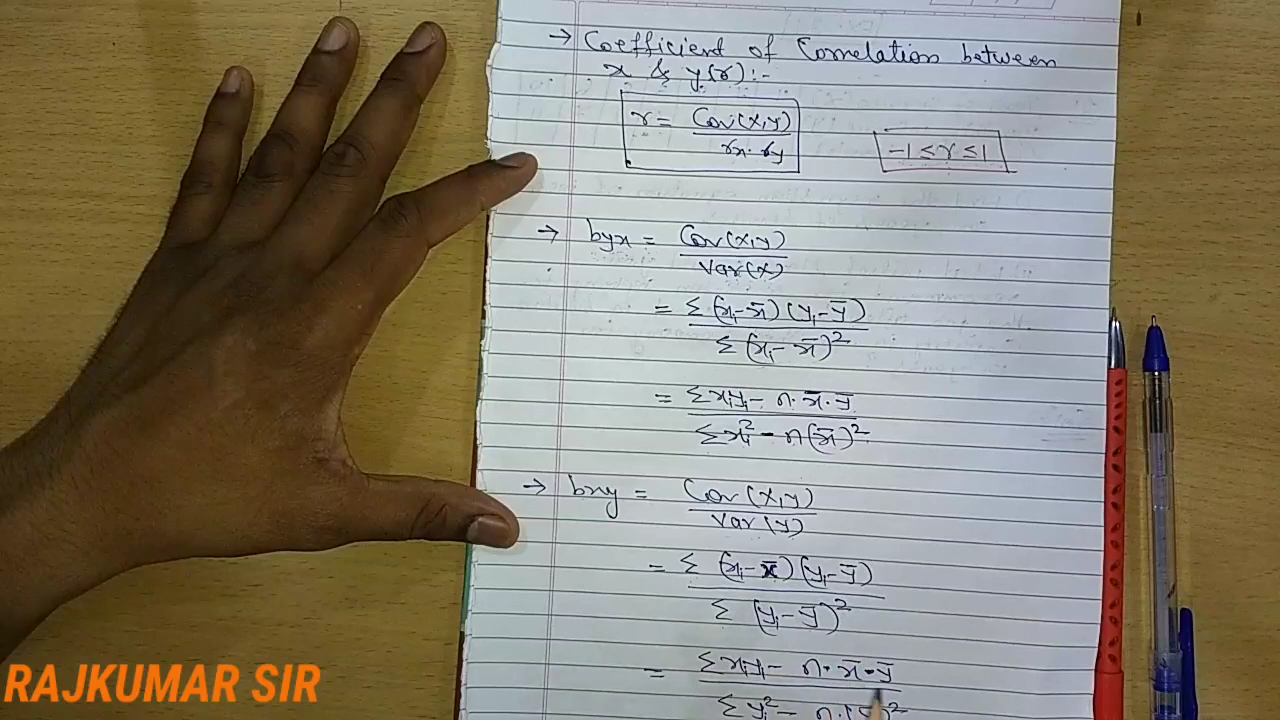 → Coefficient of Correlation between
x & y(r):-
r = Cov(x,y) / σx·σy
-1 ≤ r ≤ 1
→ byx = Cov(x,y) / Var(x)
= Σ(xi-x̄)(yi-ȳ) / Σ(xi-x̄)²
= Σxiyi - n·x̄·ȳ / Σxi² - n(x̄)²
→ bxy = Cov(x,y) / Var(y)
= Σ(xi-x̄)(yi-ȳ) / Σ(yi-ȳ)²
= Σxiyi - n·x̄·ȳ / Σyi² - n·(ȳ)²
RAJKUMAR SIR